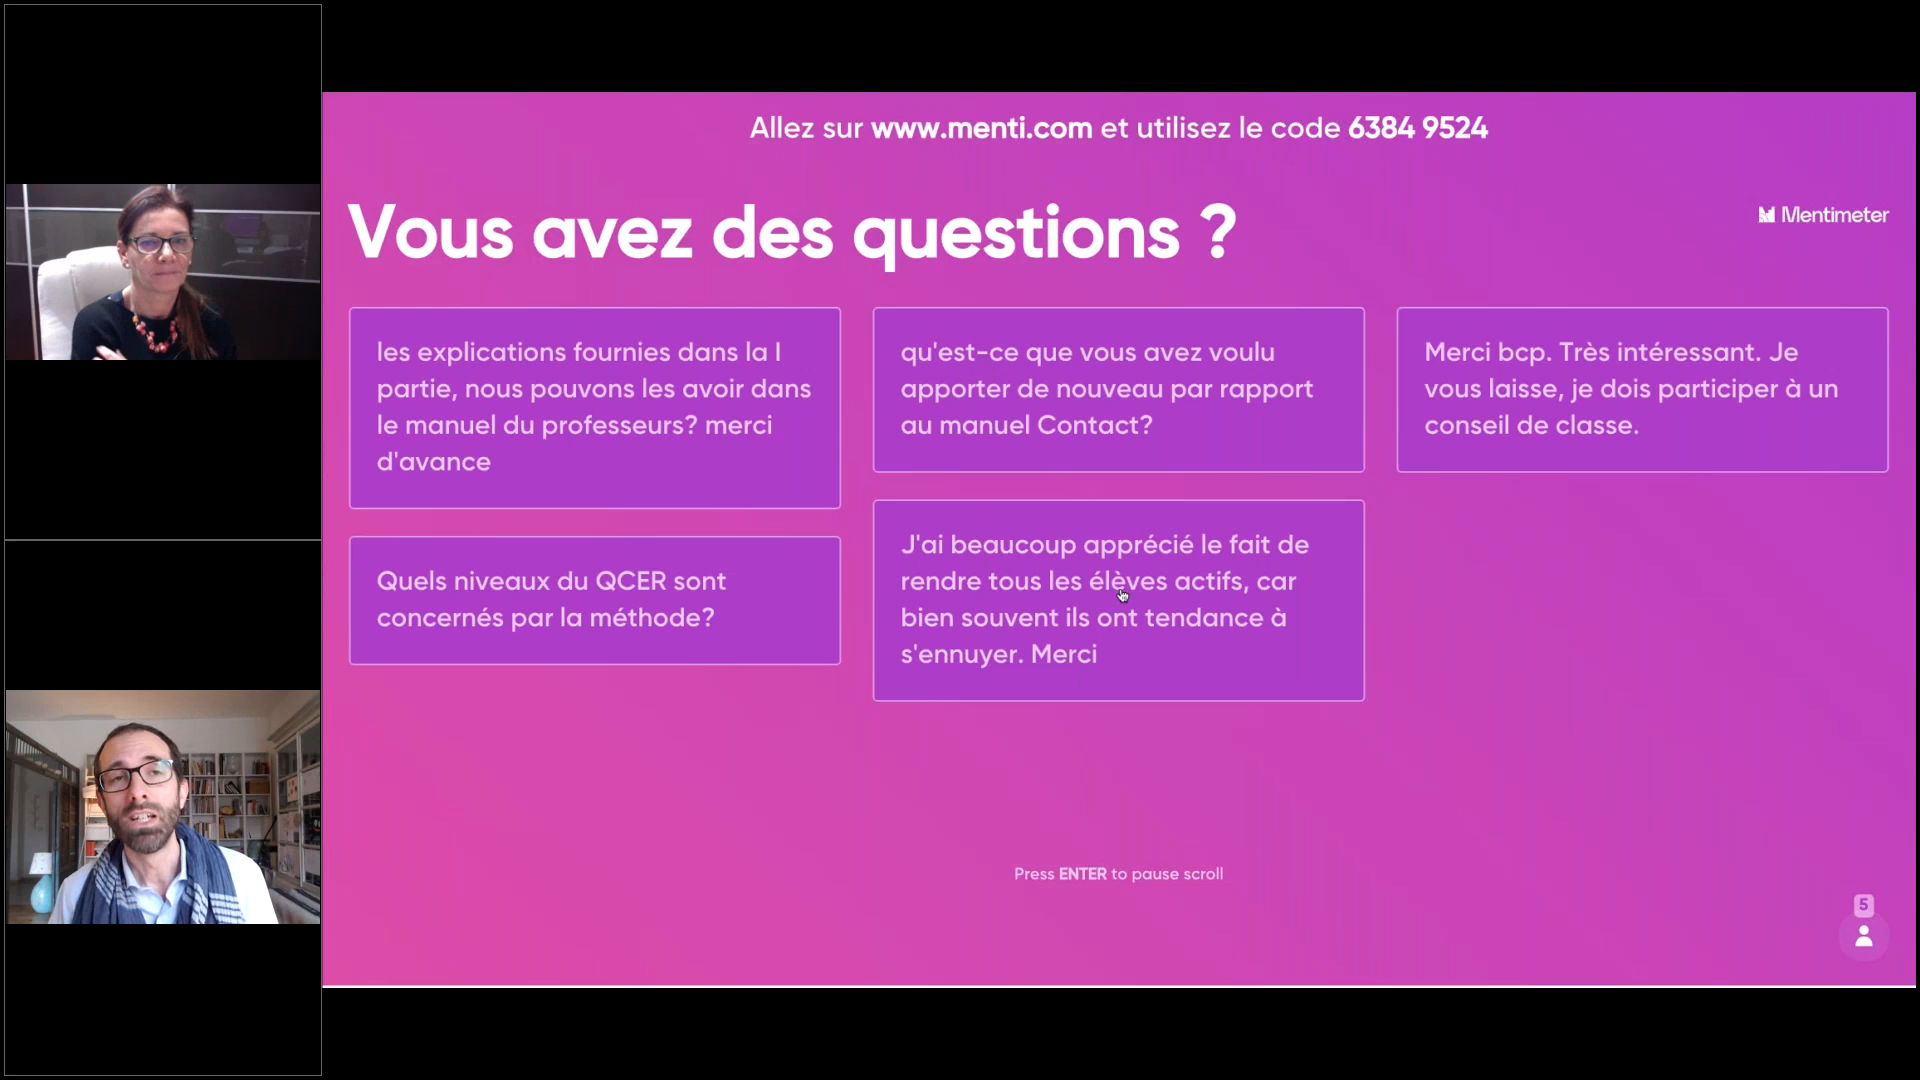 Allez sur www.menti.com et utilisez le code 6384 9524
Vous avez des questions ?
Mentimeter
les explications fournies dans la I
partie, nous pouvons les avoir dans
le manuel du professeurs? merci
d'avance
Quels niveaux du QCER sont
concernés par la méthode?
qu'est-ce que vous avez voulu
apporter de nouveau par rapport
au manuel Contact?
J'ai beaucoup apprécié le fait de
rendre tous les élèves actifs, car
bien souvent ils ont tendance à
s'ennuyer. Merci
Merci bcp. Très intéressant. Je
vous laisse, je dois participer à un
conseil de classe.
Press ENTER to pause scroll
5